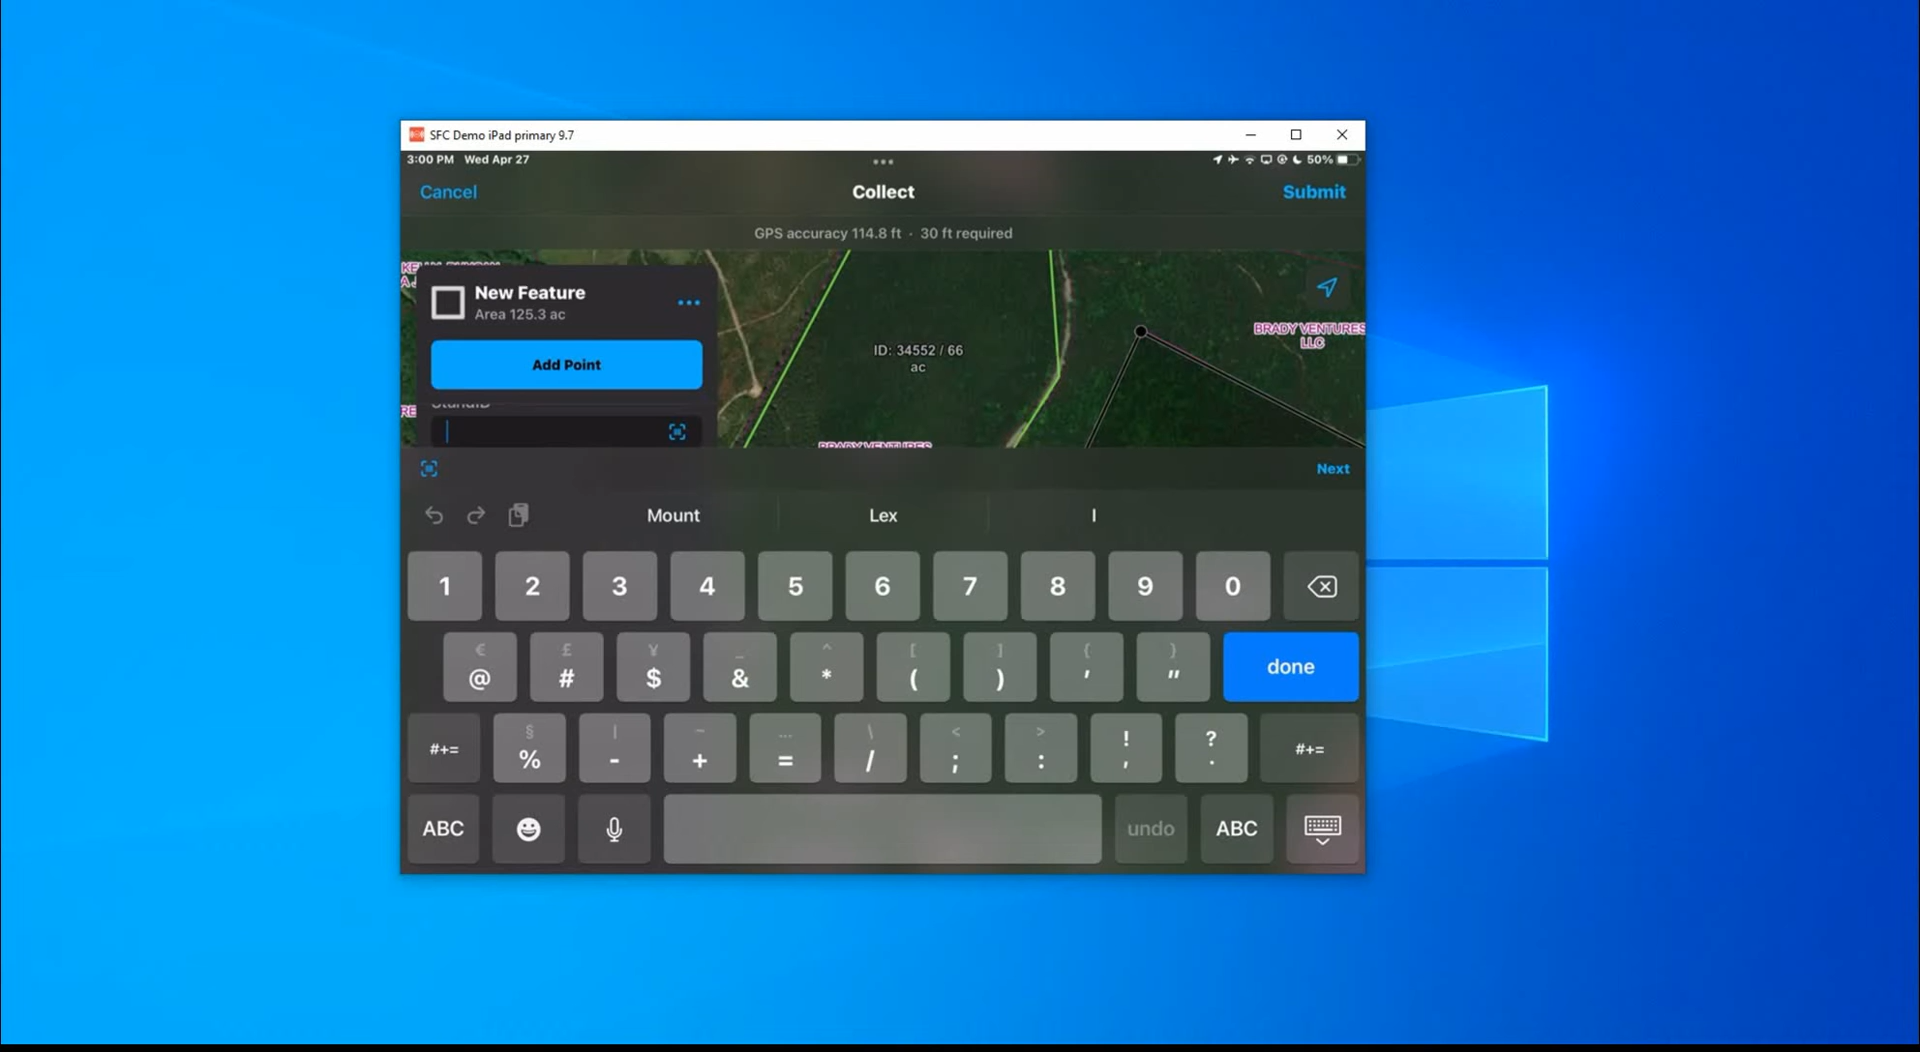 SFC Demo iPad primary 9.7
3:00 PM Wed Apr 27
50%
Cancel
Collect
Submit
GPS accuracy 114.8 ft · 30 ft required
New Feature
Area 125.3 ac
Add Point
ID: 34552 / 66
ac
BRADY VENTURES
LLC
BRADY VENTURES
Next
Mount
Lex
I
1 2 3 4 5 6 7 8 9 0
€ £ ¥ _ ^ [ ] { }
@ # $ & * ( ) ' "
done
§ | ~ … \ < > ! ?
#+= % - + = / ; : , . #+=
ABC
undo
ABC